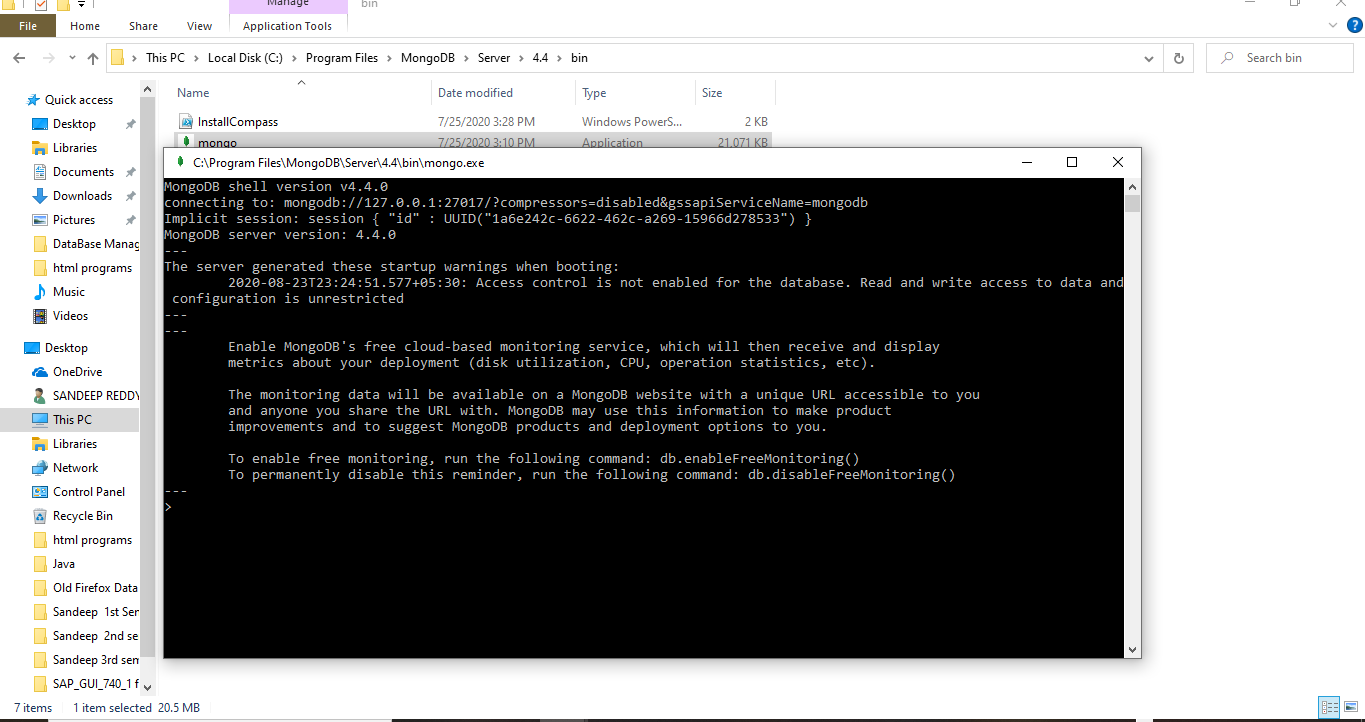 Manage
bin
File
Home
Share
View
Application Tools
?
This PC > Local Disk (C:) > Program Files > MongoDB > Server > 4.4 > bin
Search bin
Name
Date modified
Type
Size
InstallCompass
7/25/2020 3:28 PM
Windows PowerS...
2 KB
mongo
7/25/2020 3:10 PM
Application
21,071 KB
Quick access
Desktop
Libraries
Documents
Downloads
Pictures
DataBase Manag
html programs
Music
Videos
Desktop
OneDrive
SANDEEP REDDY
This PC
Libraries
Network
Control Panel
Recycle Bin
html programs
Java
Old Firefox Data
Sandeep 1st Sen
Sandeep 2nd se
Sandeep 3rd sem
SAP_GUI_740_1 f
C:\Program Files\MongoDB\Server\4.4\bin\mongo.exe
MongoDB shell version v4.4.0
connecting to: mongodb://127.0.0.1:27017/?compressors=disabled&gssapiServiceName=mongodb
Implicit session: session { "id" : UUID("1a6e242c-6622-462c-a269-15966d278533") }
MongoDB server version: 4.4.0
---
The server generated these startup warnings when booting:
2020-08-23T23:24:51.577+05:30: Access control is not enabled for the database. Read and write access to data and
configuration is unrestricted
---
---
Enable MongoDB's free cloud-based monitoring service, which will then receive and display
metrics about your deployment (disk utilization, CPU, operation statistics, etc).
The monitoring data will be available on a MongoDB website with a unique URL accessible to you
and anyone you share the URL with. MongoDB may use this information to make product
improvements and to suggest MongoDB products and deployment options to you.
To enable free monitoring, run the following command: db.enableFreeMonitoring()
To permanently disable this reminder, run the following command: db.disableFreeMonitoring()
---
>
7 items
1 item selected 20.5 MB